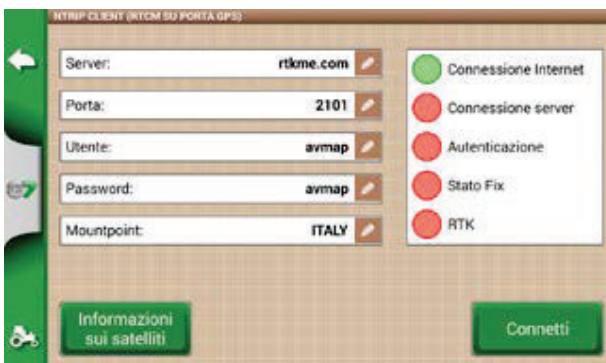 NTRIP CLIENT (RTCM SU PORTA GPS)
Server: rtkme.com
Porta: 2101
Utente: avmap
Password: avmap
Mountpoint: ITALY
Connessione Internet
Connessione server
Autenticazione
Stato Fix
RTK
Informazioni
sui satelliti
Connetti